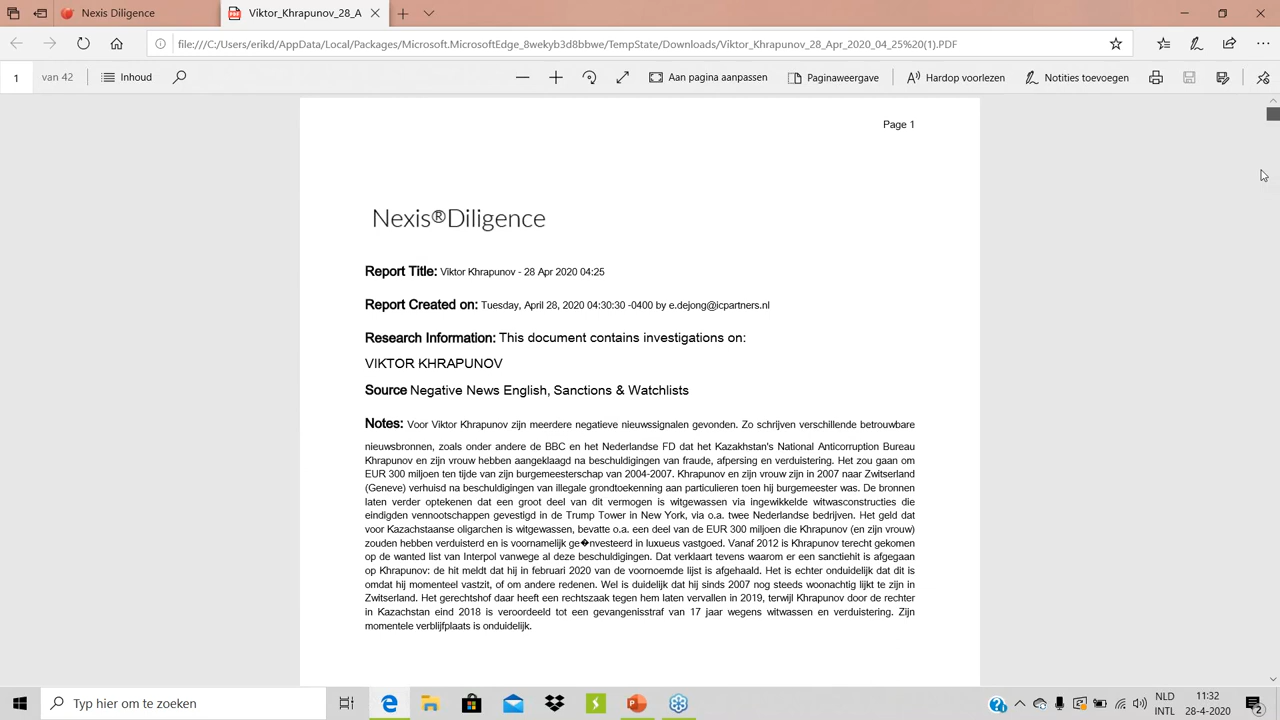 Nexis Diligence
Viktor_Khrapunov_28_A
file:///C:/Users/erikd/AppData/Local/Packages/Microsoft.MicrosoftEdge_8wekyb3d8bbwe/TempState/Downloads/Viktor_Khrapunov_28_Apr_2020_04_25%20(1).PDF
1 van 42 Inhoud Aan pagina aanpassen Paginaweergave Hardop voorlezen Notities toevoegen
Page 1
Nexis®Diligence
Report Title: Viktor Khrapunov - 28 Apr 2020 04:25
Report Created on: Tuesday, April 28, 2020 04:30:30 -0400 by e.dejong@icpartners.nl
Research Information: This document contains investigations on:
VIKTOR KHRAPUNOV
Source Negative News English, Sanctions & Watchlists
Notes: Voor Viktor Khrapunov zijn meerdere negatieve nieuwssignalen gevonden. Zo schrijven verschillende betrouwbare
nieuwsbronnen, zoals onder andere de BBC en het Nederlandse FD dat het Kazakhstan's National Anticorruption Bureau
Khrapunov en zijn vrouw hebben aangeklaagd na beschuldigingen van fraude, afpersing en verduistering. Het zou gaan om
EUR 300 miljoen ten tijde van zijn burgemeesterschap van 2004-2007. Khrapunov en zijn vrouw zijn in 2007 naar Zwitserland
(Geneve) verhuisd na beschuldigingen van illegale grondtoekenning aan particulieren toen hij burgemeester was. De bronnen
laten verder optekenen dat een groot deel van dit vermogen is witgewassen via ingewikkelde witwasconstructies die
eindigden vennootschappen gevestigd in de Trump Tower in New York, via o.a. twee Nederlandse bedrijven. Het geld dat
voor Kazachstaanse oligarchen is witgewassen, bevatte o.a. een deel van de EUR 300 miljoen die Khrapunov (en zijn vrouw)
zouden hebben verduisterd en is voornamelijk ge�nvesteerd in luxueus vastgoed. Vanaf 2012 is Khrapunov terecht gekomen
op de wanted list van Interpol vanwege al deze beschuldigingen. Dat verklaart tevens waarom er een sanctiehit is afgegaan
op Khrapunov: de hit meldt dat hij in februari 2020 van de voornoemde lijst is afgehaald. Het is echter onduidelijk dat dit is
omdat hij momenteel vastzit, of om andere redenen. Wel is duidelijk dat hij sinds 2007 nog steeds woonachtig lijkt te zijn in
Zwitserland. Het gerechtshof daar heeft een rechtszaak tegen hem laten vervallen in 2019, terwijl Khrapunov door de rechter
in Kazachstan eind 2018 is veroordeeld tot een gevangenisstraf van 17 jaar wegens witwassen en verduistering. Zijn
momentele verblijfplaats is onduidelijk.
Typ hier om te zoeken
NLD 11:32
INTL 28-4-2020
2